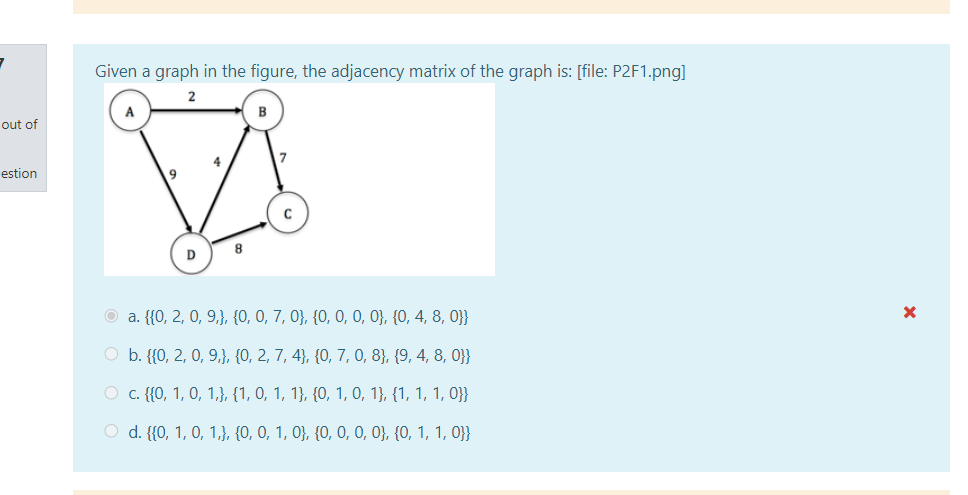 7
out of
estion
Given a graph in the figure, the adjacency matrix of the graph is: [file: P2F1.png]
2
A
B
4
7
9
C
D
8
a. {{0, 2, 0, 9,}, {0, 0, 7, 0}, {0, 0, 0, 0}, {0, 4, 8, 0}}
b. {{0, 2, 0, 9,}, {0, 2, 7, 4}, {0, 7, 0, 8}, {9, 4, 8, 0}}
c. {{0, 1, 0, 1,}, {1, 0, 1, 1}, {0, 1, 0, 1}, {1, 1, 1, 0}}
d. {{0, 1, 0, 1,}, {0, 0, 1, 0}, {0, 0, 0, 0}, {0, 1, 1, 0}}